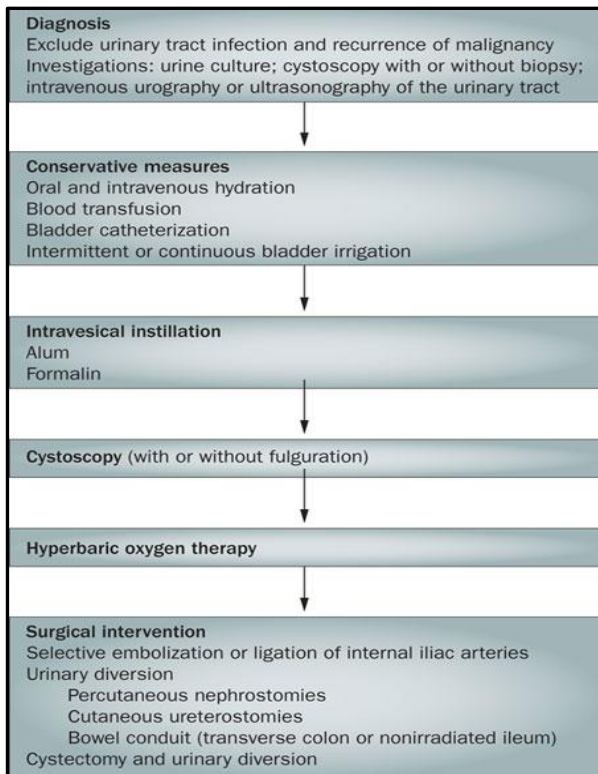 Diagnosis
Exclude urinary tract infection and recurrence of malignancy
Investigations: urine culture; cystoscopy with or without biopsy;
intravenous urography or ultrasonography of the urinary tract
Conservative measures
Oral and intravenous hydration
Blood transfusion
Bladder catheterization
Intermittent or continuous bladder irrigation
Intravesical instillation
Alum
Formalin
Cystoscopy (with or without fulguration)
Hyperbaric oxygen therapy
Surgical intervention
Selective embolization or ligation of internal iliac arteries
Urinary diversion
Percutaneous nephrostomies
Cutaneous ureterostomies
Bowel conduit (transverse colon or nonirradiated ileum)
Cystectomy and urinary diversion